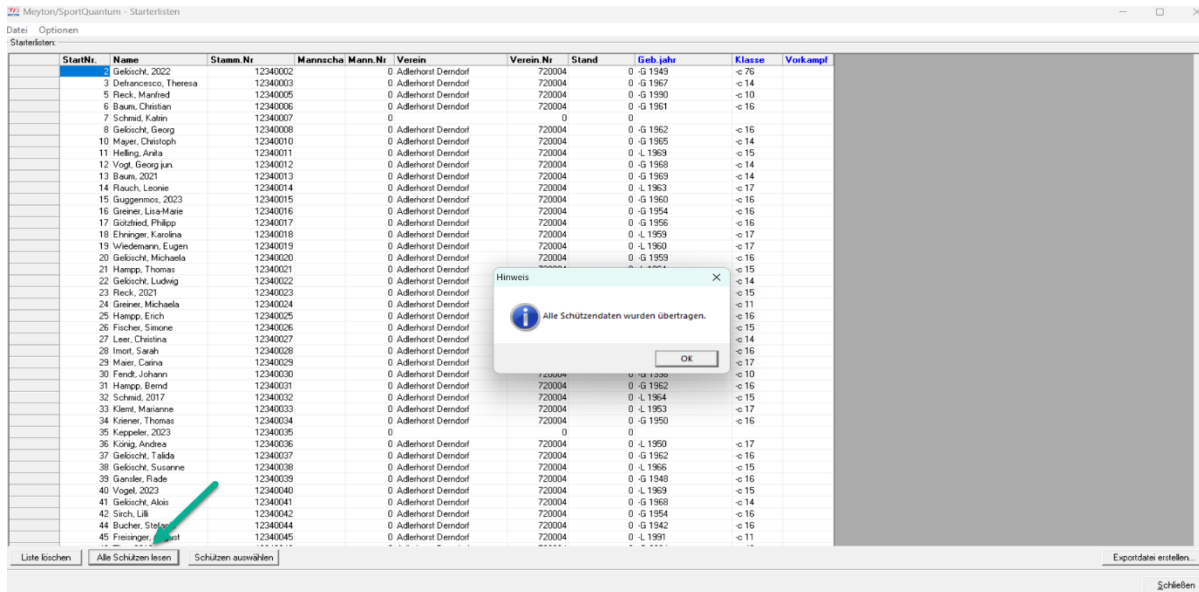 Meyton/SportQuantum - Starterlisten
Datei Optionen
Starterlisten:
StartNr. Name Stamm.Nr Mannscha Mann.Nr Verein Verein.Nr Stand Geb.jahr Klasse Vorkampf
2 Gelöscht, 2022 12340002 0 Adlerhorst Derndorf 720004 0 -G 1949 -c 76
3 Defrancesco, Theresa 12340003 0 Adlerhorst Derndorf 720004 0 -G 1967 -c 14
5 Reck, Manfred 12340005 0 Adlerhorst Derndorf 720004 0 -G 1990 -c 10
6 Baum, Christian 12340006 0 Adlerhorst Derndorf 720004 0 -G 1961 -c 16
7 Schmid, Katrin 12340007 0 0 0
8 Gelöscht, Georg 12340008 0 Adlerhorst Derndorf 720004 0 -G 1962 -c 16
10 Mayer, Christoph 12340010 0 Adlerhorst Derndorf 720004 0 -G 1965 -c 14
11 Helling, Anita 12340011 0 Adlerhorst Derndorf 720004 0 -L 1969 -c 15
12 Vogt, Georg jun. 12340012 0 Adlerhorst Derndorf 720004 0 -G 1968 -c 14
13 Baum, 2021 12340013 0 Adlerhorst Derndorf 720004 0 -G 1969 -c 14
14 Rauch, Leonie 12340014 0 Adlerhorst Derndorf 720004 0 -L 1963 -c 17
15 Guggenmos, 2023 12340015 0 Adlerhorst Derndorf 720004 0 -G 1960 -c 16
16 Greiner, Lisa-Marie 12340016 0 Adlerhorst Derndorf 720004 0 -G 1954 -c 16
17 Götzfried, Philipp 12340017 0 Adlerhorst Derndorf 720004 0 -G 1956 -c 16
18 Ehninger, Karolina 12340018 0 Adlerhorst Derndorf 720004 0 -L 1959 -c 17
19 Wiedemann, Eugen 12340019 0 Adlerhorst Derndorf 720004 0 -L 1960 -c 17
20 Gelöscht, Michaela 12340020 0 Adlerhorst Derndorf 720004 0 -G 1959 -c 16
21 Hampp, Thomas 12340021 0 Adlerhorst Derndorf -c 15
22 Gelöscht, Ludwig 12340022 0 Adlerhorst Derndorf -c 14
23 Reck, 2021 12340023 0 Adlerhorst Derndorf -c 15
24 Greiner, Michaela 12340024 0 Adlerhorst Derndorf -c 11
25 Hampp, Erich 12340025 0 Adlerhorst Derndorf -c 16
26 Fischer, Simone 12340026 0 Adlerhorst Derndorf -c 15
27 Leer, Christina 12340027 0 Adlerhorst Derndorf -c 14
28 Imort, Sarah 12340028 0 Adlerhorst Derndorf -c 16
29 Maier, Carina 12340029 0 Adlerhorst Derndorf -c 17
30 Fendt, Johann 12340030 0 Adlerhorst Derndorf -c 10
31 Hampp, Bernd 12340031 0 Adlerhorst Derndorf 720004 0 -G 1962 -c 16
32 Schmid, 2017 12340032 0 Adlerhorst Derndorf 720004 0 -L 1964 -c 15
33 Klemt, Marianne 12340033 0 Adlerhorst Derndorf 720004 0 -L 1953 -c 17
34 Kriener, Thomas 12340034 0 Adlerhorst Derndorf 720004 0 -G 1950 -c 16
35 Keppeler, 2023 12340035 0 0 0
36 König, Andrea 12340036 0 Adlerhorst Derndorf 720004 0 -L 1950 -c 17
37 Gelöscht, Talida 12340037 0 Adlerhorst Derndorf 720004 0 -G 1962 -c 16
38 Gelöscht, Susanne 12340038 0 Adlerhorst Derndorf 720004 0 -L 1966 -c 15
39 Gansler, Rade 12340039 0 Adlerhorst Derndorf 720004 0 -G 1948 -c 16
40 Vogel, 2023 12340040 0 Adlerhorst Derndorf 720004 0 -L 1969 -c 15
41 Gelöscht, Alois 12340041 0 Adlerhorst Derndorf 720004 0 -G 1968 -c 14
42 Sirch, Lilli 12340042 0 Adlerhorst Derndorf 720004 0 -G 1954 -c 16
44 Bucher, 12340044 0 Adlerhorst Derndorf 720004 0 -G 1942 -c 16
45 Freisinger, 12340045 0 Adlerhorst Derndorf 720004 0 -L 1991 -c 11
Hinweis
Alle Schützendaten wurden übertragen.
OK
Liste löschen Alle Schützen lesen Schützen auswählen Exportdatei erstellen...
Schließen